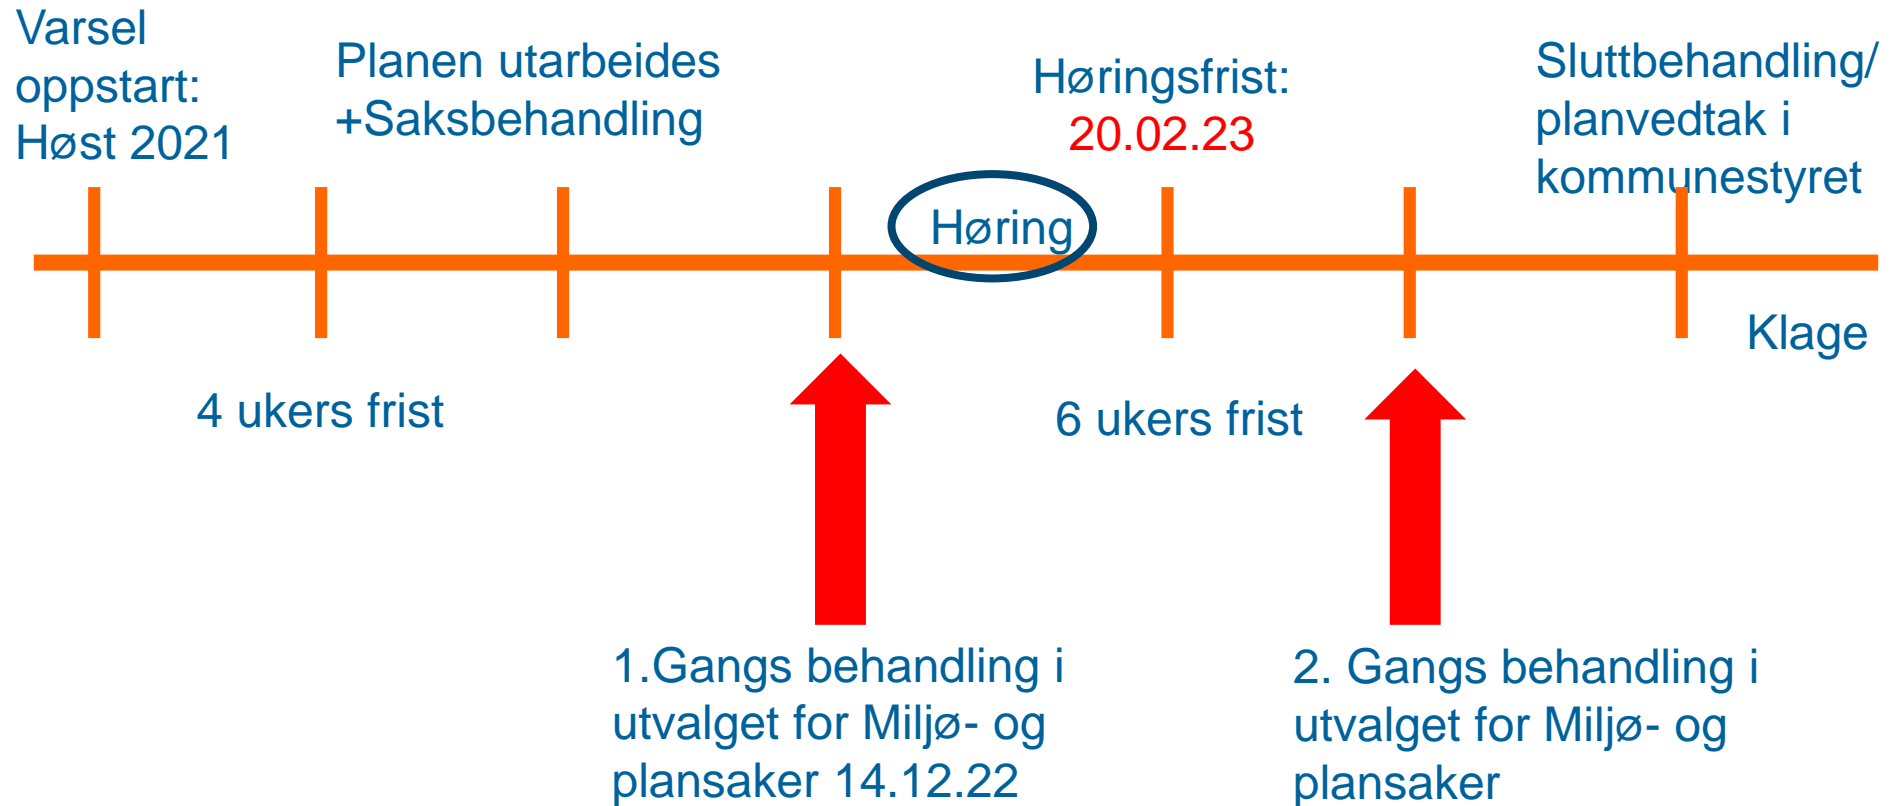 Varsel
oppstart:
Høst 2021
Planen utarbeides
+Saksbehandling
Høringsfrist:
20.02.23
Sluttbehandling/
planvedtak i
kommunestyret
Høring
Klage
4 ukers frist
6 ukers frist
1.Gangs behandling i
utvalget for Miljø- og
plansaker 14.12.22
2. Gangs behandling i
utvalget for Miljø- og
plansaker